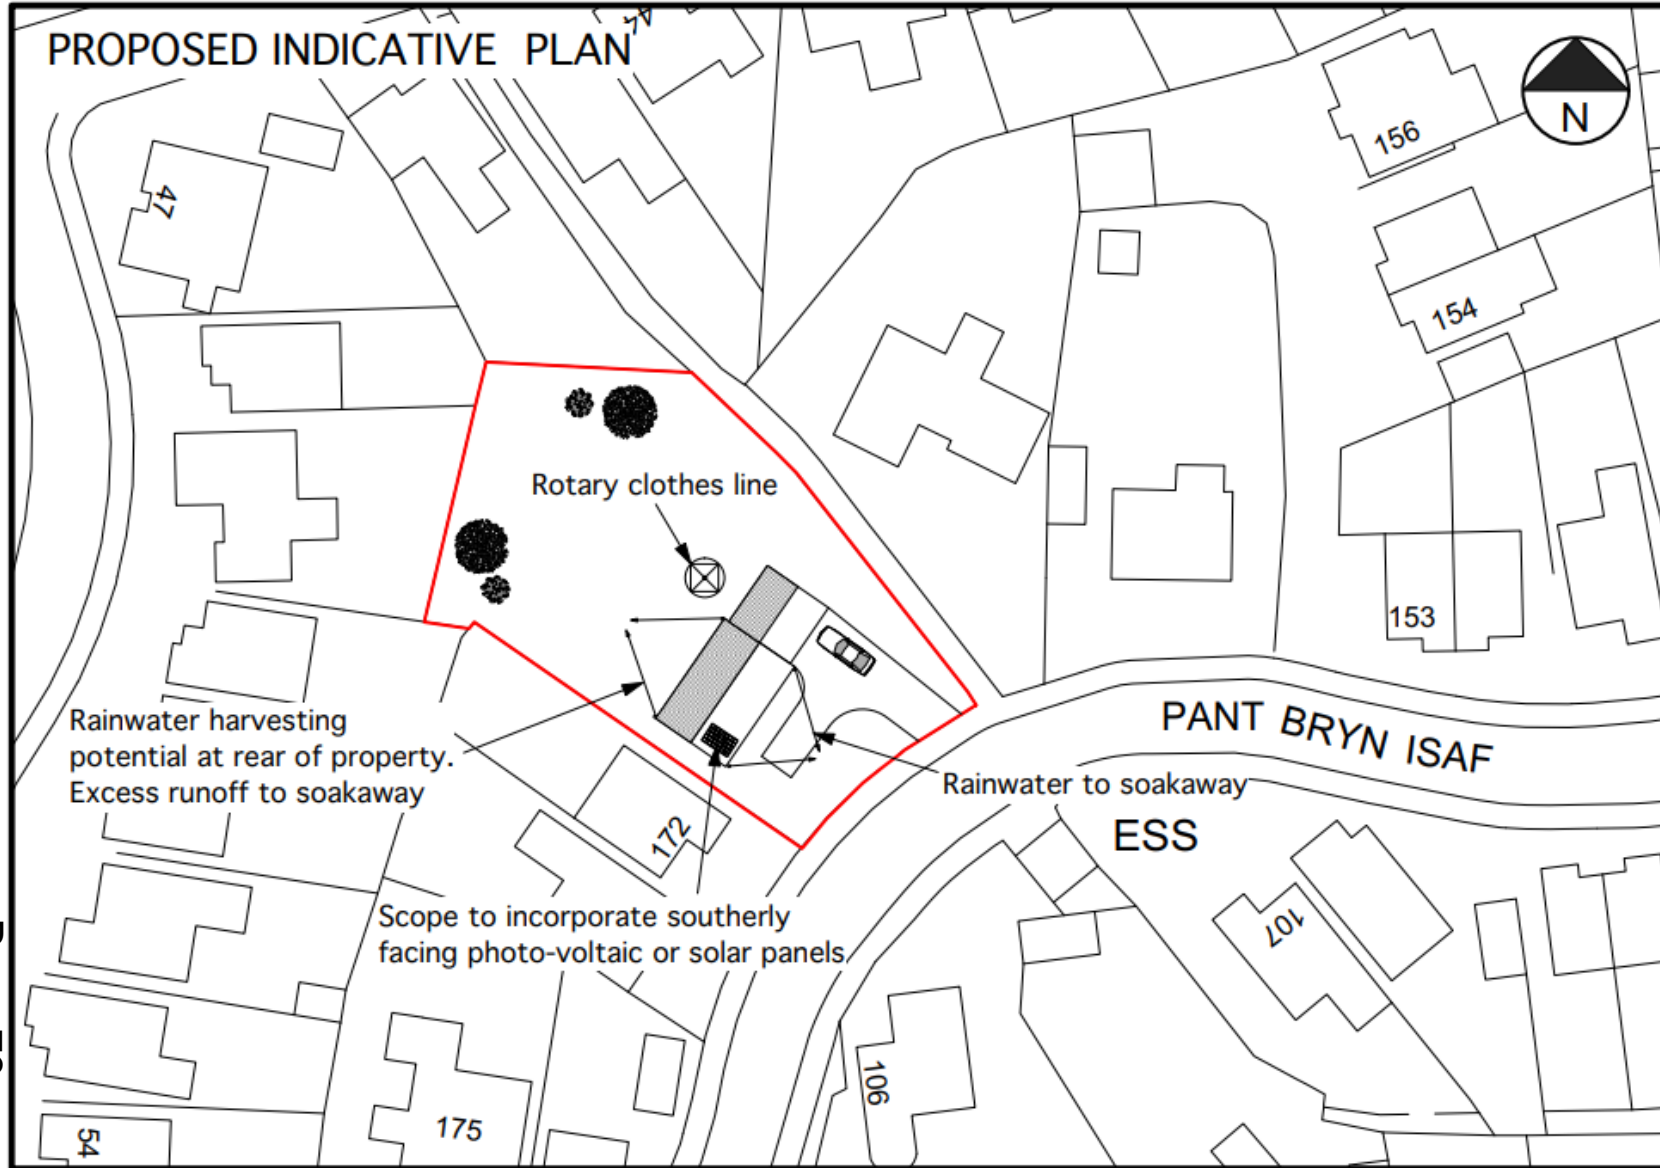 PROPOSED INDICATIVE PLAN
44
N
156
47
154
Rotary clothes line
153
Rainwater harvesting
potential at rear of property.
Excess runoff to soakaway
PANT BRYN ISAF
Rainwater to soakaway
ESS
172
Scope to incorporate southerly
facing photo-voltaic or solar panels
107
106
175
54